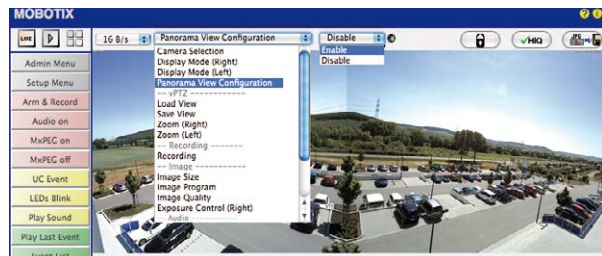 MOBOTIX
LIVE
16 B/s
Panorama View Configuration
Disable
HiQ
JPG
Enable
Disable
Camera Selection
Display Mode (Right)
Display Mode (Left)
Panorama View Configuration
-- vPTZ ------------
Load View
Save View
Zoom (Right)
Zoom (Left)
-- Recording --------
Recording
-- Image -----------
Image Size
Image Program
Image Quality
Exposure Control (Right)
-- Audio -----------
Admin Menu
Setup Menu
Arm & Record
Audio on
MxPEG on
MxPEG off
UC Event
LEDs Blink
Play Sound
Play Last Event
Event List